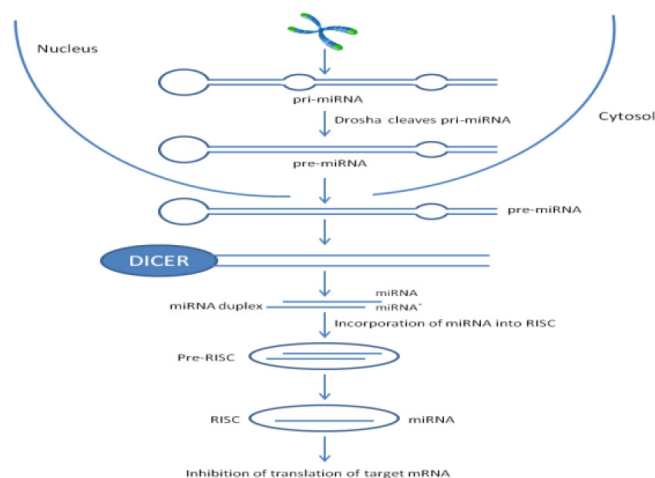 Nucleus
pri-miRNA
Drosha cleaves pri-miRNA
Cytosol
pre-miRNA
pre-miRNA
DICER
miRNA
miRNA duplex miRNA*
Incorporation of miRNA into RISC
Pre-RISC
RISC miRNA
Inhibition of translation of target mRNA